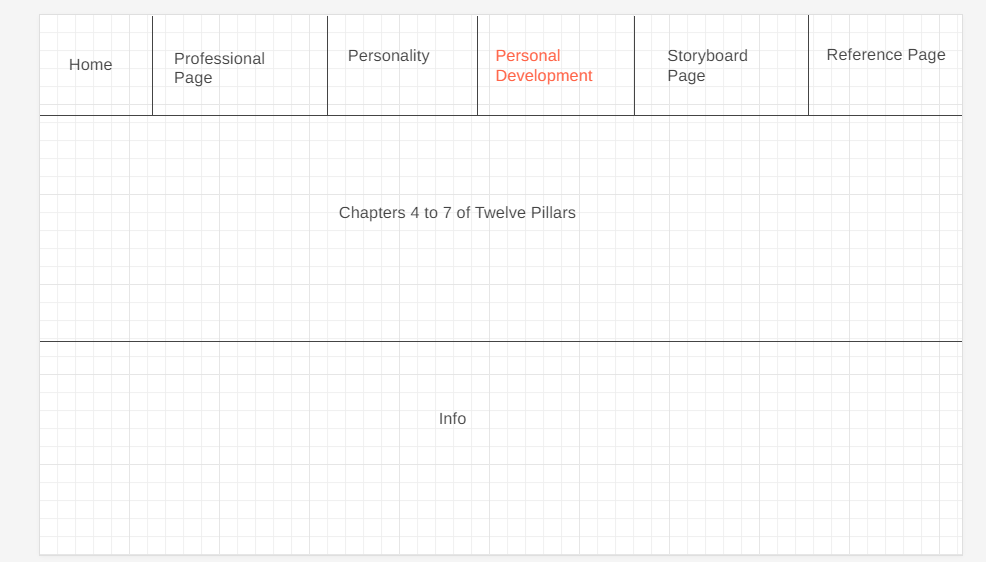 Home
Professional
Page
Personality
Personal
Development
Storyboard
Page
Reference Page
Chapters 4 to 7 of Twelve Pillars
Info